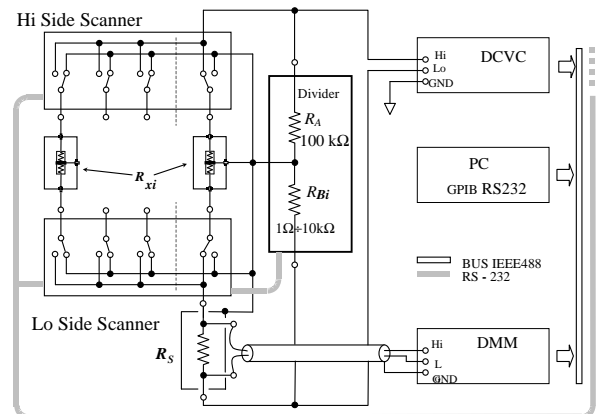 Hi Side Scanner
Hi
Lo
GND
DCVC
Divider
R_A
100 kΩ
R_xi
PC
GPIB RS232
R_Bi
1Ω÷10kΩ
BUS IEEE488
RS - 232
Lo Side Scanner
R_S
Hi
L
GND
DMM